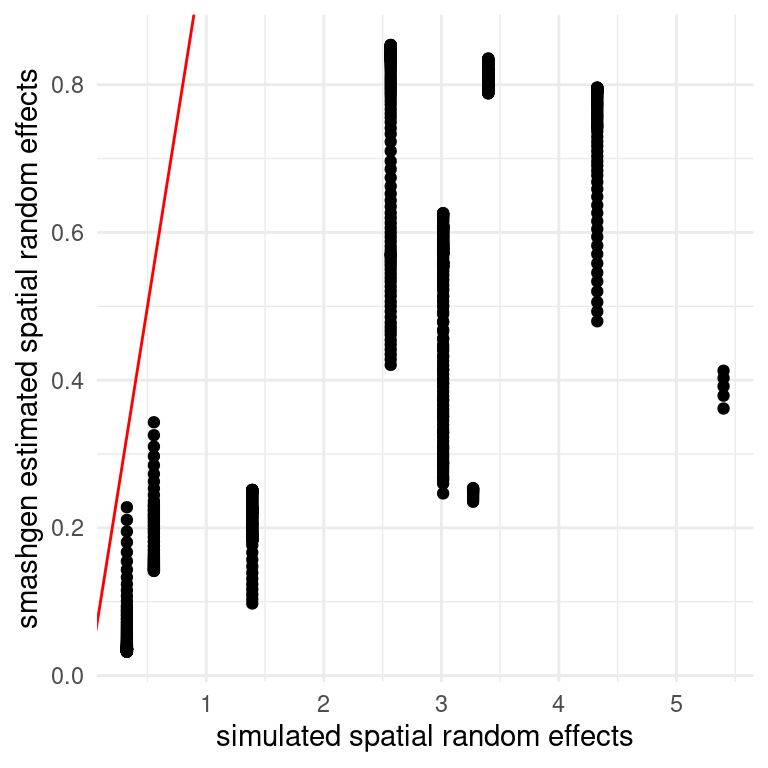 smashgen estimated spatial random effects
0.8
0.6
0.4
0.2
0.0
1 2 3 4 5
simulated spatial random effects